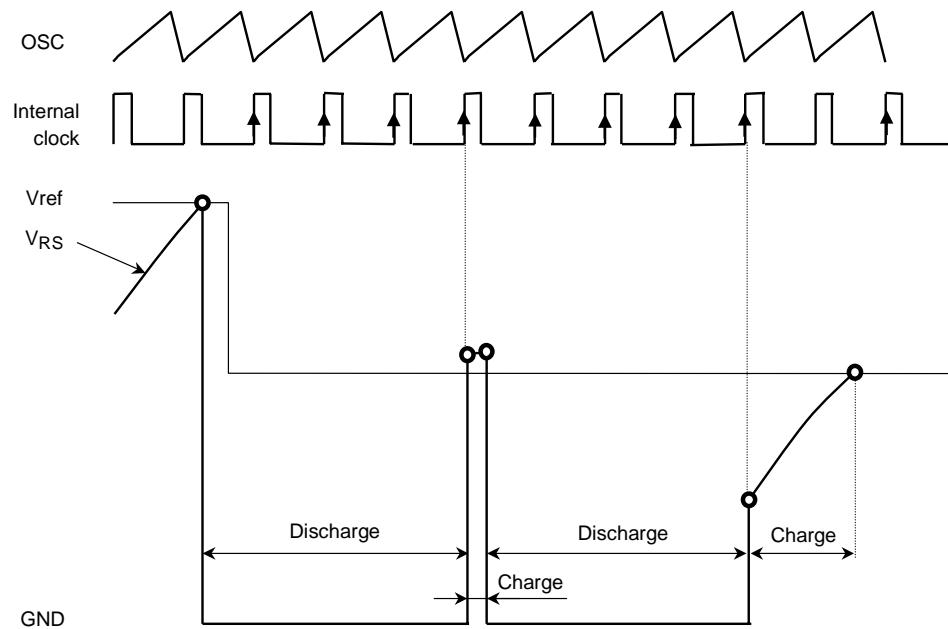 OSC
Internal
clock
Vref
VRS
Discharge
Discharge
Charge
Charge
GND